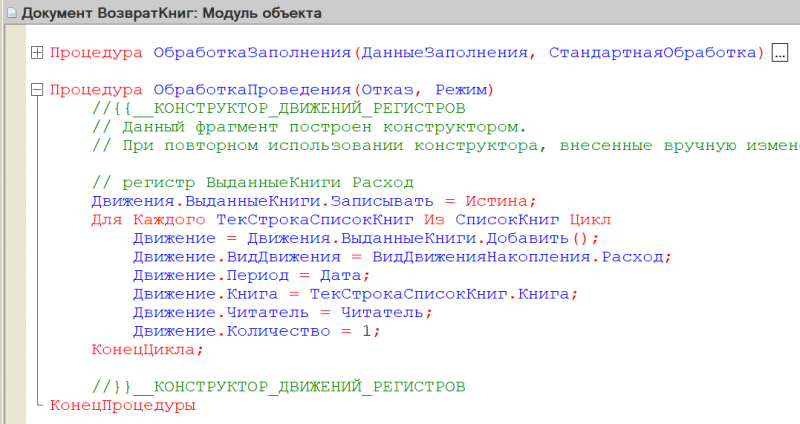 Документ ВозвратКниг: Модуль объекта
Процедура ОбработкаЗаполнения(ДанныеЗаполнения, СтандартнаяОбработка) ...
Процедура ОбработкаПроведения(Отказ, Режим)
//{{__КОНСТРУКТОР_ДВИЖЕНИЙ_РЕГИСТРОВ
// Данный фрагмент построен конструктором.
// При повторном использовании конструктора, внесенные вручную измен
// регистр ВыданныеКниги Расход
Движения.ВыданныеКниги.Записывать = Истина;
Для Каждого ТекСтрокаСписокКниг Из СписокКниг Цикл
Движение = Движения.ВыданныеКниги.Добавить();
Движение.ВидДвижения = ВидДвиженияНакопления.Расход;
Движение.Период = Дата;
Движение.Книга = ТекСтрокаСписокКниг.Книга;
Движение.Читатель = Читатель;
Движение.Количество = 1;
КонецЦикла;
//}}__КОНСТРУКТОР_ДВИЖЕНИЙ_РЕГИСТРОВ
КонецПроцедуры